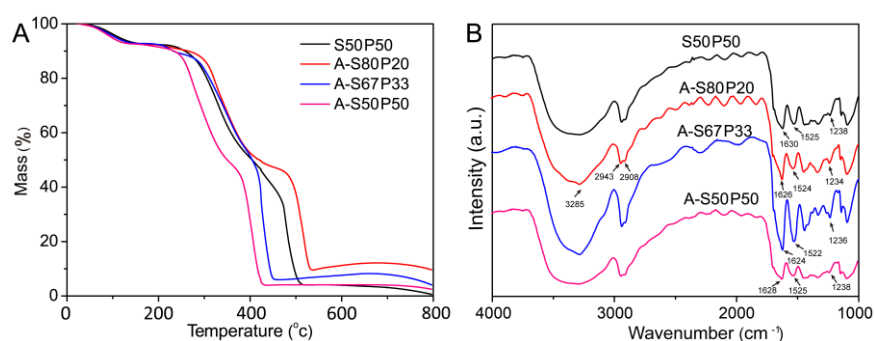 A
Mass (%)
100
80
60
40
20
0
0
200
400
600
800
Temperature (°c)
S50P50
A-S80P20
A-S67P33
A-S50P50
B
Intensity (a.u.)
S50P50
1630
1525
1238
A-S80P20
3285
2943
2908
1626
1524
1234
A-S67P33
1624
1522
1236
A-S50P50
1628
1525
1238
4000
3000
2000
1000
Wavenumber (cm⁻¹)